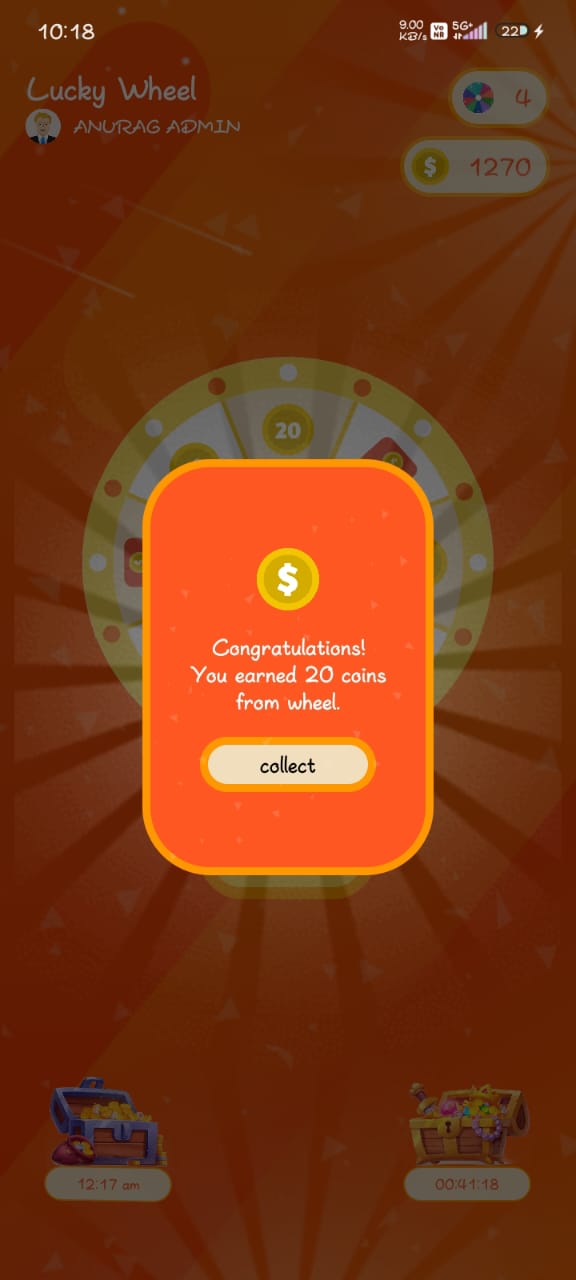 10:18
9.00
KB/s
Vo
NR
5G+
22
Lucky Wheel
4
ANURAG ADMIN
$ 1270
20
$
Congratulations!
You earned 20 coins
from wheel.
collect
12:17 am
00:41:18